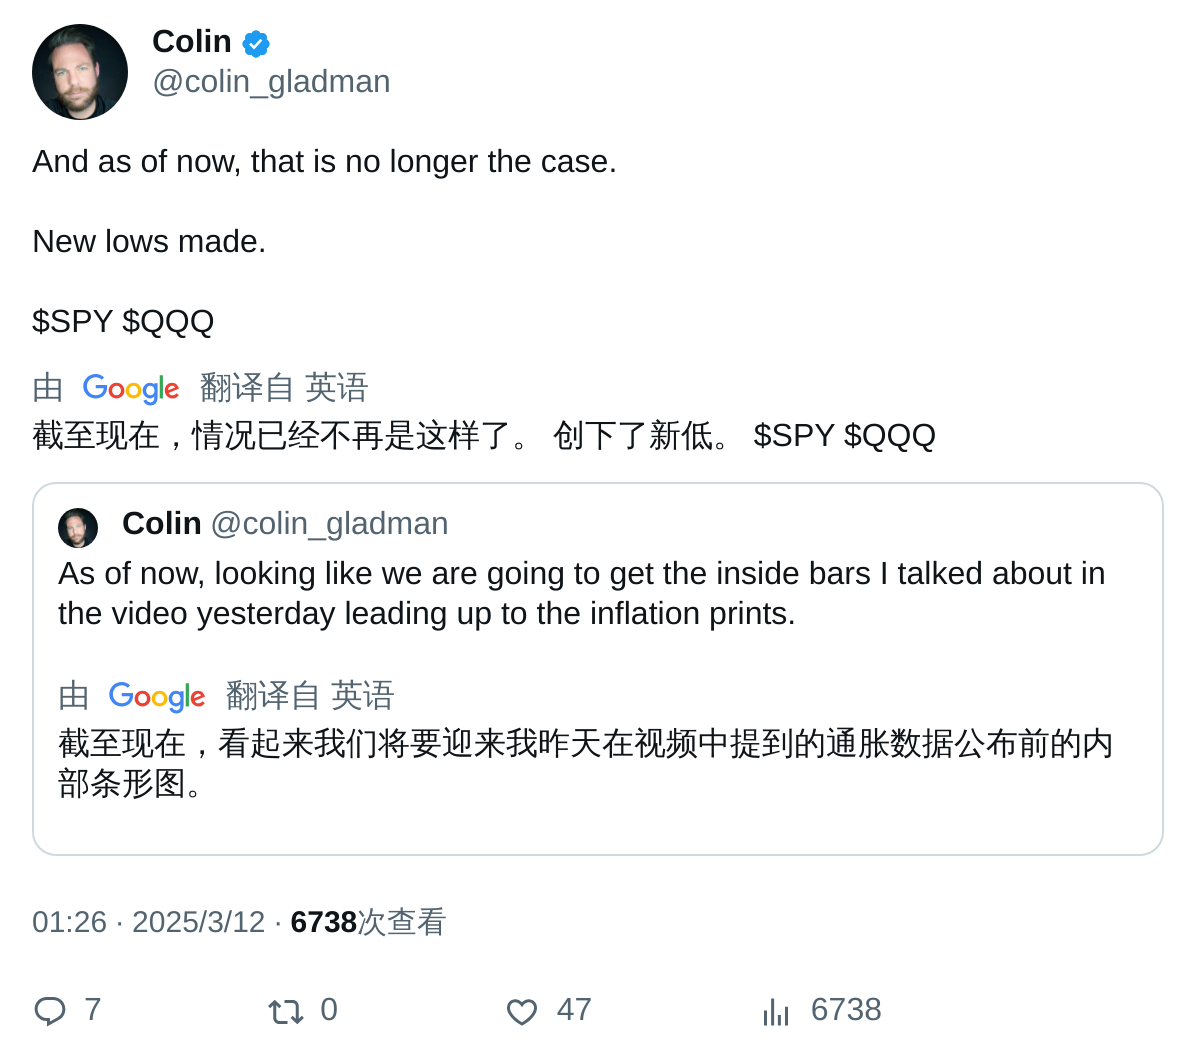 Colin
@colin_gladman
And as of now, that is no longer the case.
New lows made.
$SPY $QQQ
由 Google 翻译自 英语
截至现在，情况已经不再是这样了。 创下了新低。 $SPY $QQQ
Colin @colin_gladman
As of now, looking like we are going to get the inside bars I talked about in
the video yesterday leading up to the inflation prints.
由 Google 翻译自 英语
截至现在，看起来我们将要迎来我昨天在视频中提到的通胀数据公布前的内
部条形图。
01:26 · 2025/3/12 · 6738次查看
7 0 47 6738